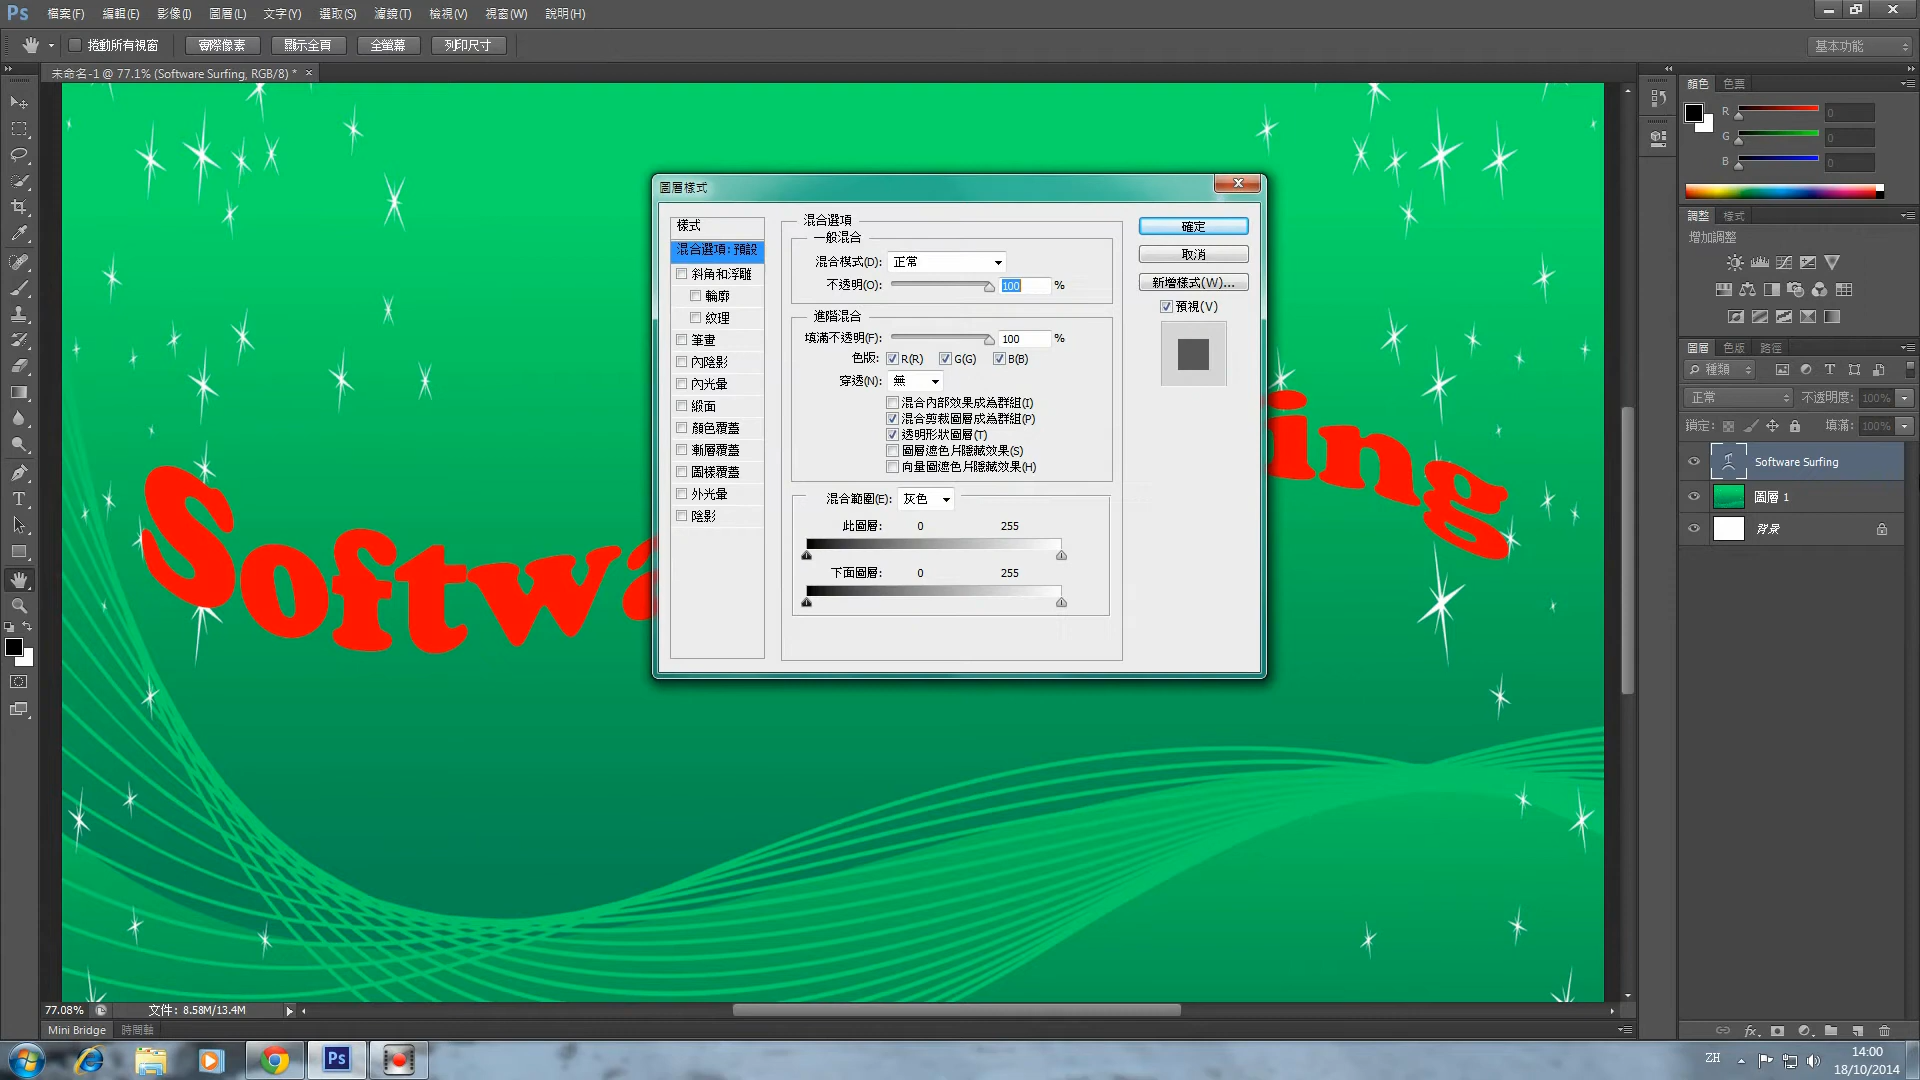 Ps 檔案(F) 編輯(E) 影像(I) 圖層(L) 文字(Y) 選取(S) 濾鏡(T) 檢視(V) 視窗(W) 說明(H)
捲動所有視窗 實際像素 顯示全頁 全螢幕 列印尺寸 基本功能
未命名-1 @ 77.1% (Software Surfing, RGB/8) * ×
顏色 色票
R 0
G 0
B 0
調整 樣式
增加調整
圖層 色版 路徑
種類
正常 不透明度: 100%
鎖定: 填滿: 100%
Software Surfing
圖層 1
背景
圖層樣式
樣式
混合選項: 預設
斜角和浮雕
輪廓
紋理
筆畫
內陰影
內光暈
緞面
顏色覆蓋
漸層覆蓋
圖樣覆蓋
外光暈
陰影
混合選項
一般混合
混合模式(D): 正常
不透明(O): 100 %
進階混合
填滿不透明(F): 100 %
色版: R(R) G(G) B(B)
穿透(N): 無
混合內部效果成為群組(I)
混合剪裁圖層成為群組(P)
透明形狀圖層(T)
圖層遮色片隱藏效果(S)
向量圖遮色片隱藏效果(H)
混合範圍(E): 灰色
此圖層: 0 255
下面圖層: 0 255
確定
取消
新增樣式(W)...
預視(V)
Softwa
ing
77.08% 文件: 8.58M/13.4M
Mini Bridge 時間軸
Ps
ZH
14:00
18/10/2014